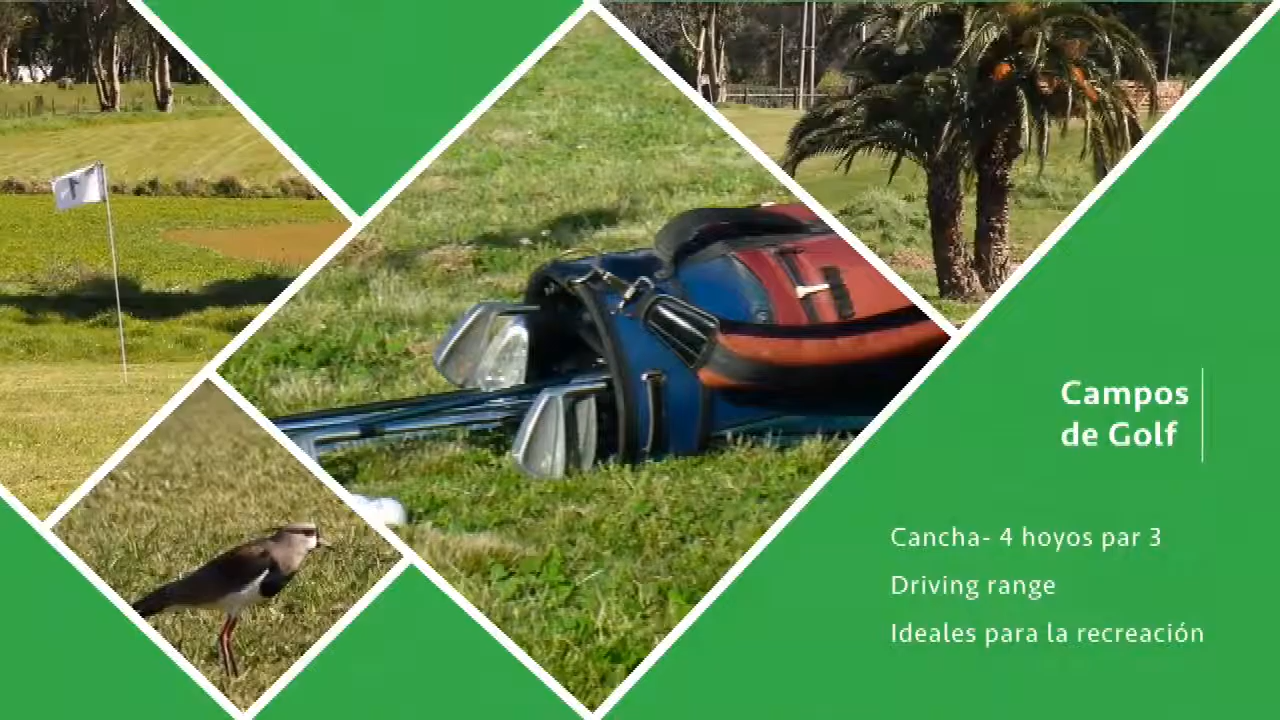 Campos
de Golf
Cancha- 4 hoyos par 3
Driving range
Ideales para la recreación